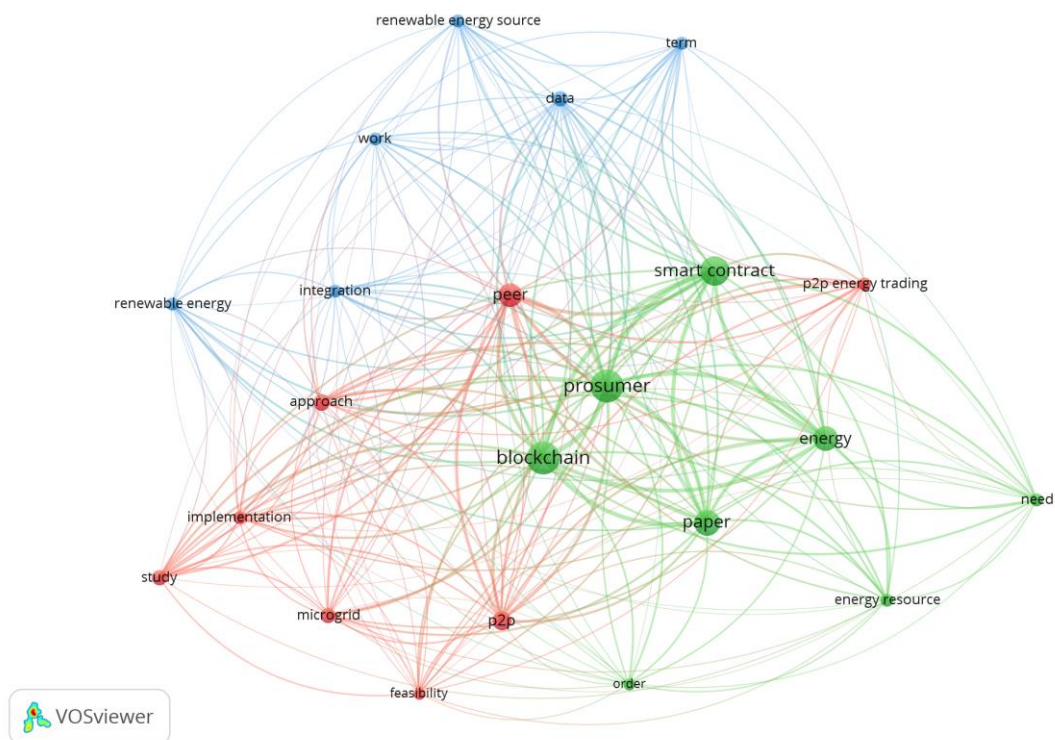 renewable energy source
term
data
work
smart contract
p2p energy trading
integration
peer
renewable energy
prosumer
approach
energy
blockchain
need
implementation
paper
study
energy resource
microgrid
p2p
order
feasibility
VOSviewer